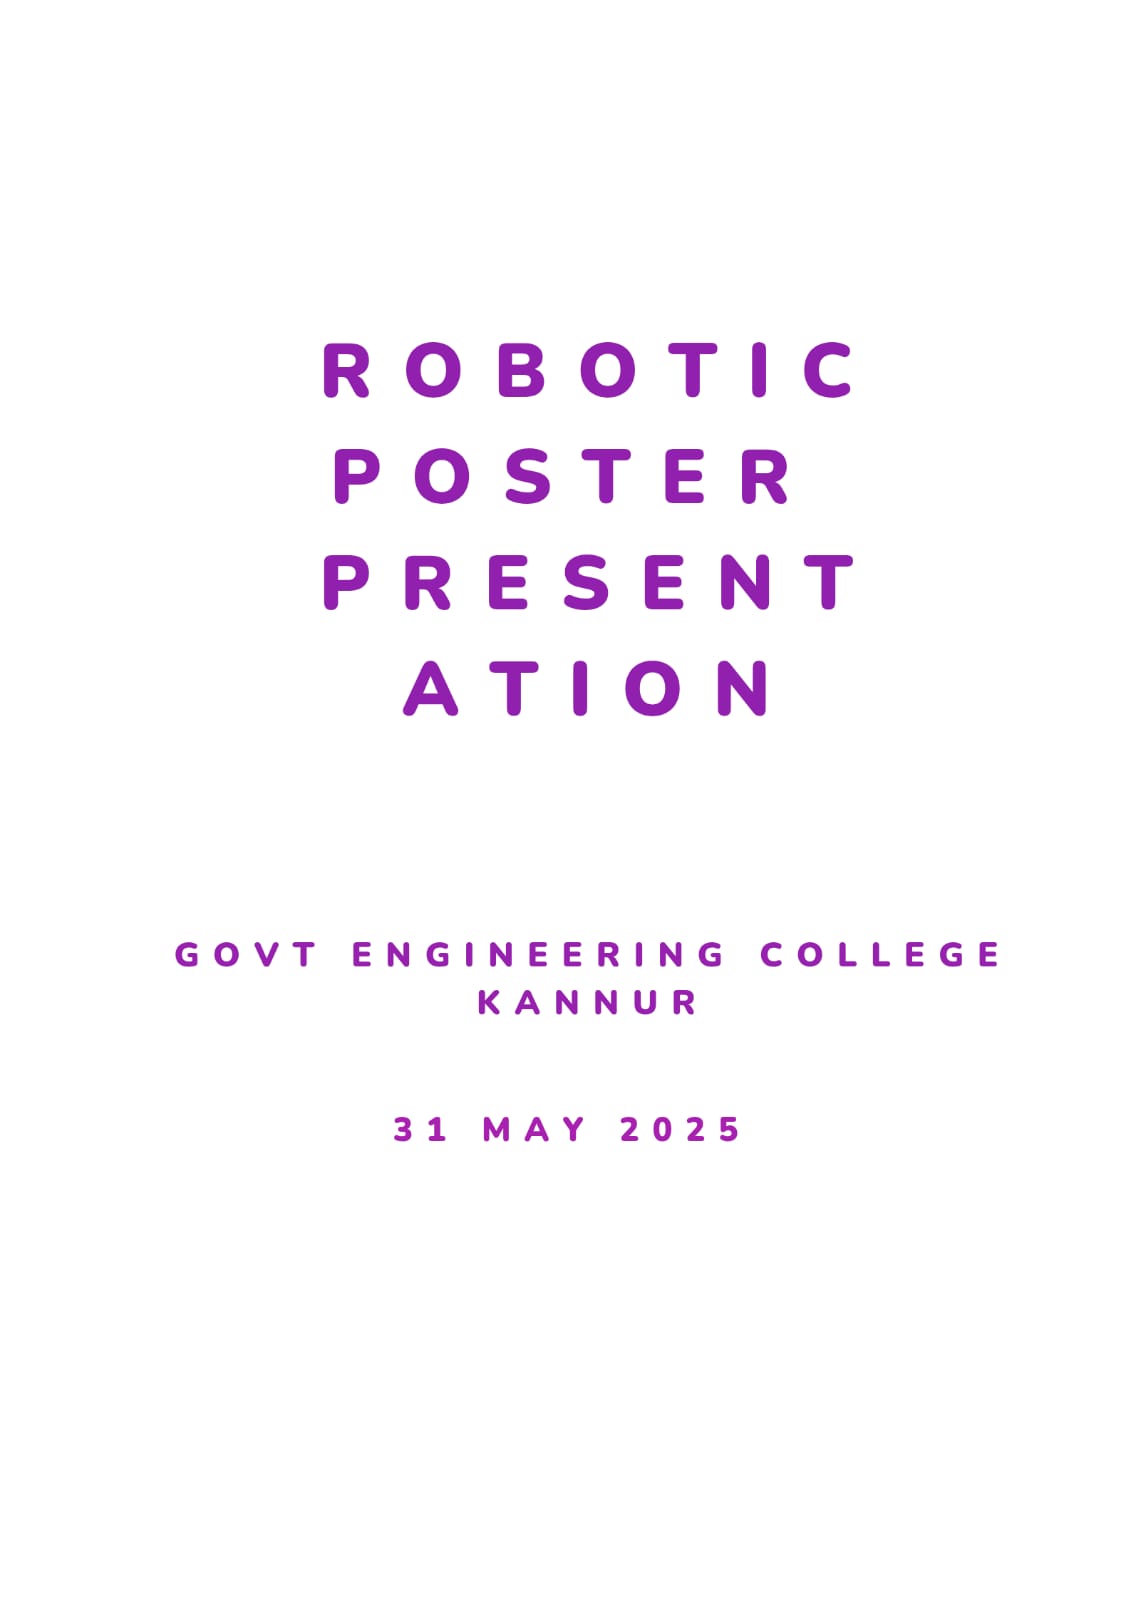 ROBOTIC
POSTER
PRESENT
ATION
GOVT ENGINEERING COLLEGE
KANNUR
31 MAY 2025